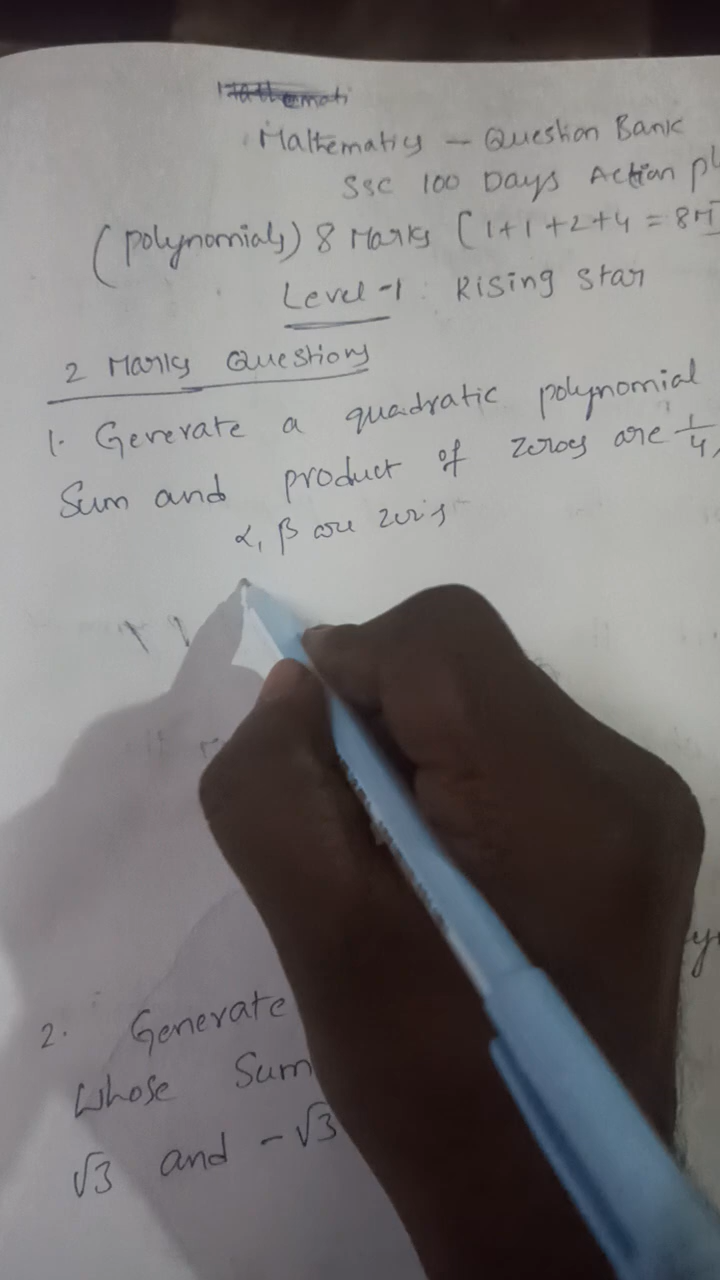 Mathematics – Question Bank
SSC 100 Days Action pl
(polynomials) 8 Marks [1+1+2+4 = 8M
Level-1: Rising Star
2 Marks Questions
1. Generate a quadratic polynomial
Sum and product of zeroes are 1/4,
α, β are
2. Generate
Whose Sum
√3 and -√3